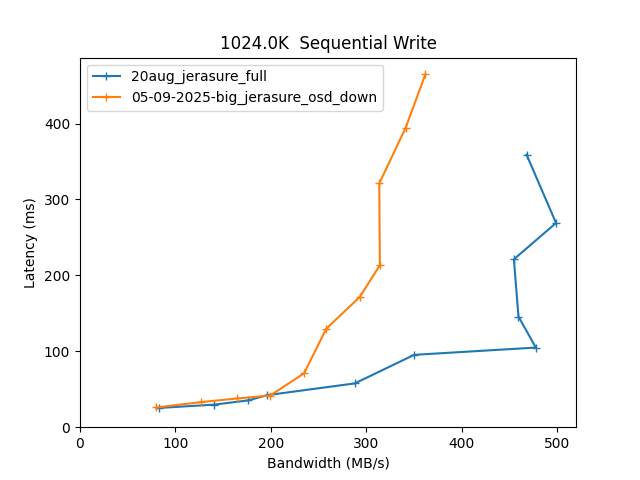 1024.0K  Sequential Write
20aug_jerasure_full
05-09-2025-big_jerasure_osd_down
Latency (ms)
400
300
200
100
0
0 100 200 300 400 500
Bandwidth (MB/s)